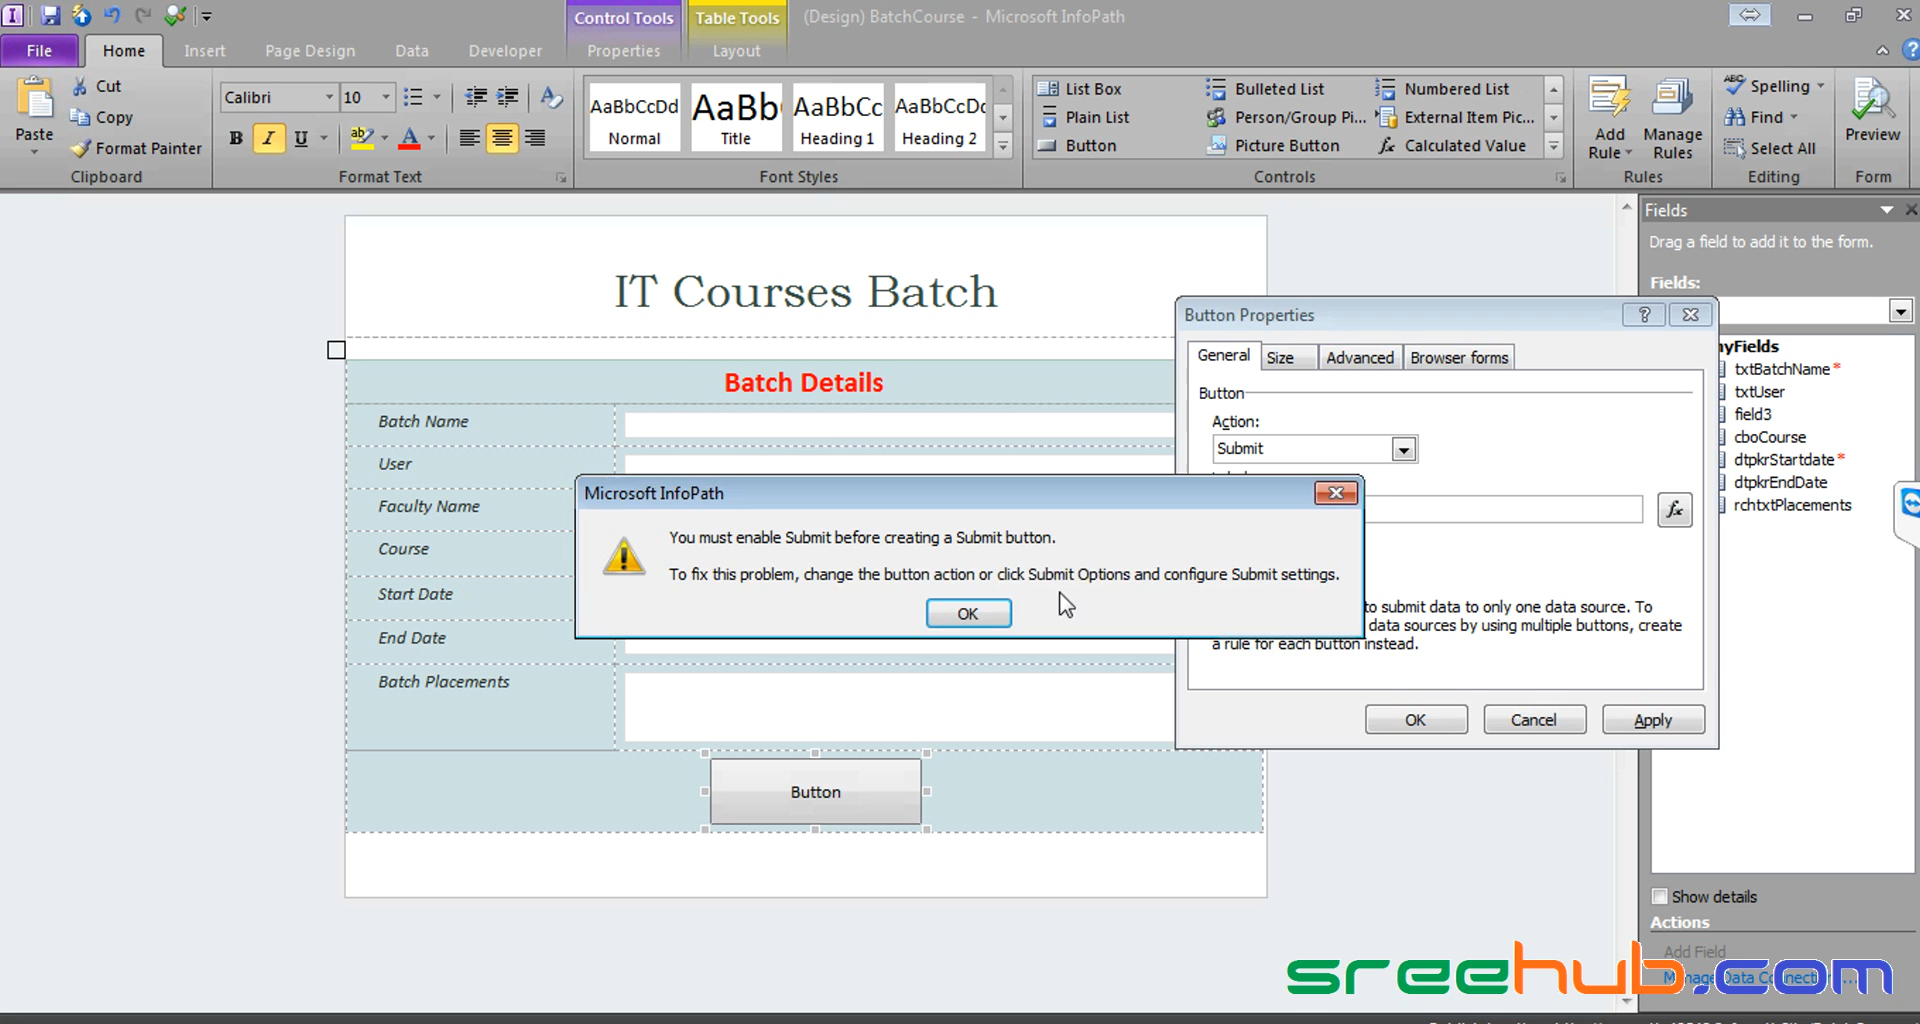 Control Tools
Table Tools
(Design) BatchCourse - Microsoft InfoPath
File
Home
Insert
Page Design
Data
Developer
Properties
Layout
Paste
Cut
Copy
Format Painter
Clipboard
Calibri
10
B
I
U
Format Text
AaBbCcDd
Normal
AaBb
Title
AaBbCc
Heading 1
AaBbCcDc
Heading 2
Font Styles
List Box
Plain List
Button
Bulleted List
Person/Group Pi...
Picture Button
Numbered List
External Item Pic...
fx Calculated Value
Controls
Add
Rule
Manage
Rules
Rules
ABC Spelling
Find
Select All
Editing
Preview
Form
IT Courses Batch
Batch Details
Batch Name
User
Faculty Name
Course
Start Date
End Date
Batch Placements
Button
Button Properties
General
Size
Advanced
Browser forms
Button
Action:
Submit
fx
to submit data to only one data source. To
data sources by using multiple buttons, create
a rule for each button instead.
OK
Cancel
Apply
Microsoft InfoPath
You must enable Submit before creating a Submit button.
To fix this problem, change the button action or click Submit Options and configure Submit settings.
OK
Fields
Drag a field to add it to the form.
Fields:
myFields
txtBatchName *
txtUser
field3
cboCourse
dtpkrStartdate *
dtpkrEndDate
rchtxtPlacements
Show details
Actions
Add Field
Manage Data Connecti...
sreehub.com